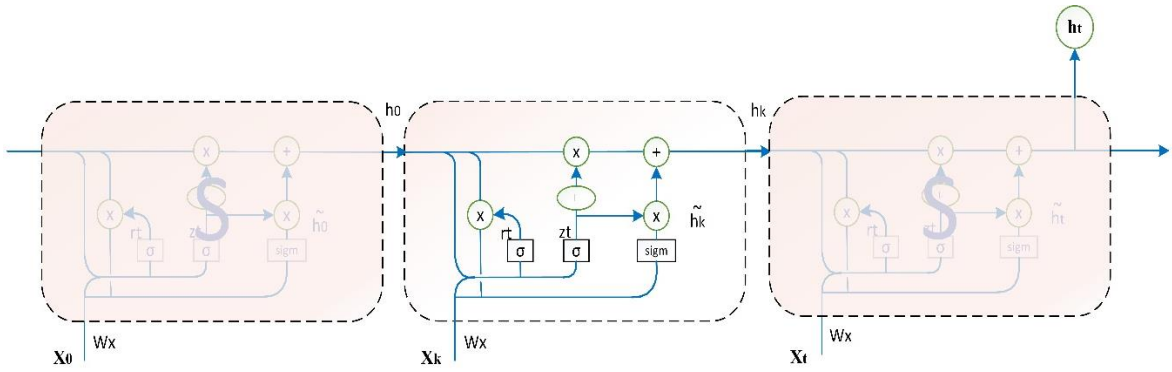 ht
h0
hk
x
+
S
x
x
h̃0
rt
zt
σ
σ
sigm
Wx
X0
x
+
x
x
h̃k
rt
zt
σ
σ
sigm
Wx
Xk
x
+
S
x
x
h̃t
rt
zt
σ
σ
sigm
Wx
Xt